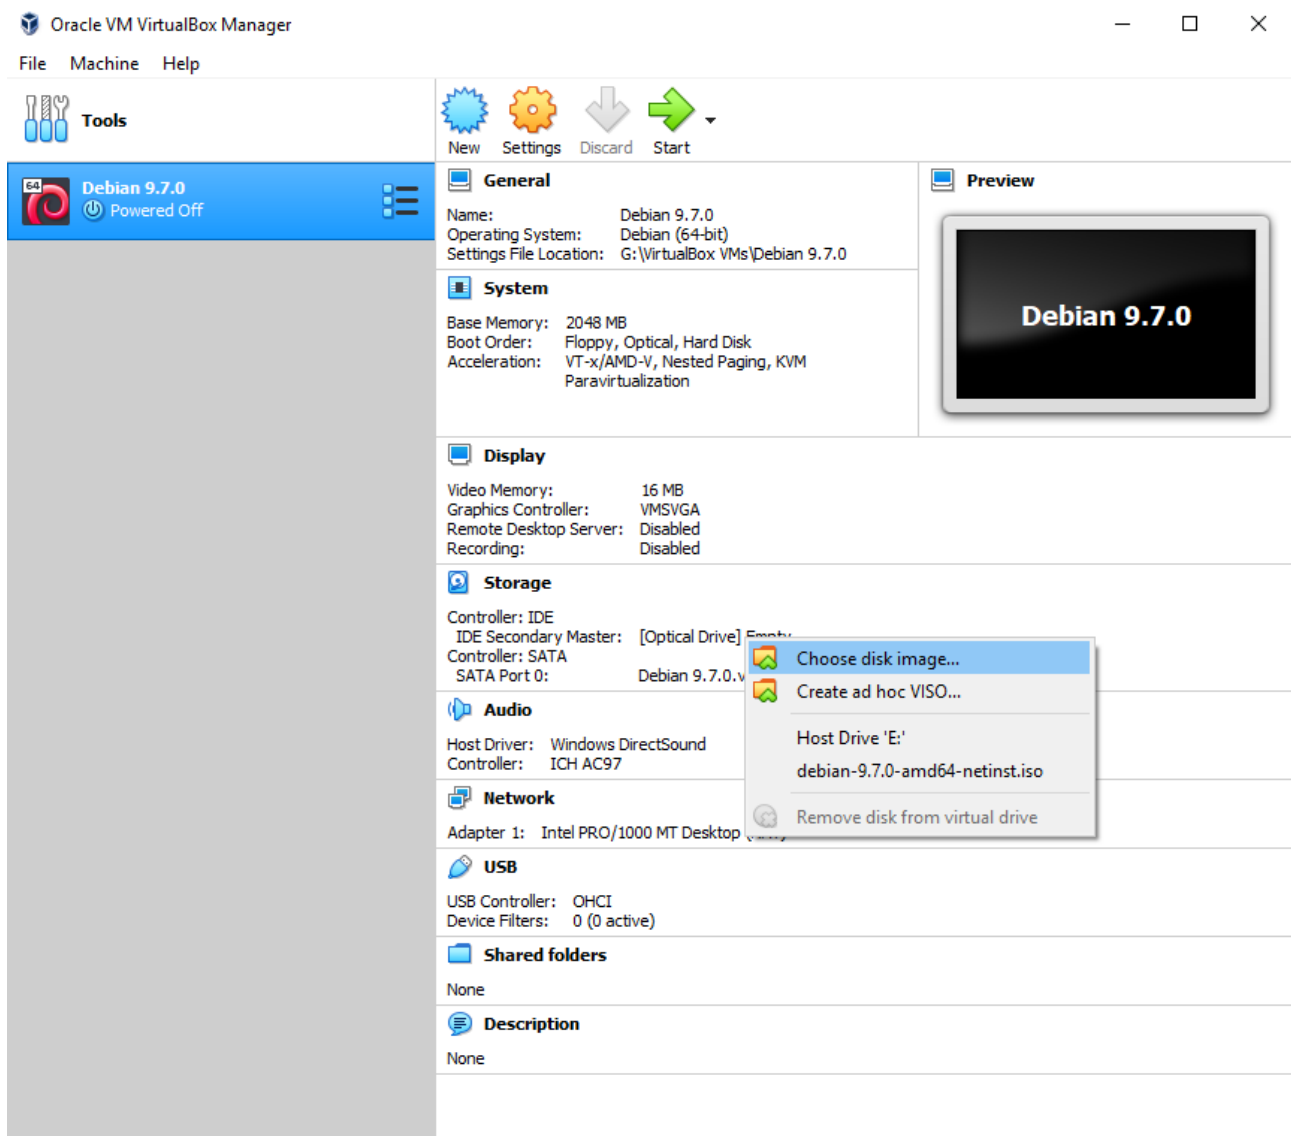 Oracle VM VirtualBox Manager
File Machine Help
Tools
New Settings Discard Start
64
Debian 9.7.0
Powered Off
General
Name: Debian 9.7.0
Operating System: Debian (64-bit)
Settings File Location: G:\VirtualBox VMs\Debian 9.7.0
Preview
Debian 9.7.0
System
Base Memory: 2048 MB
Boot Order: Floppy, Optical, Hard Disk
Acceleration: VT-x/AMD-V, Nested Paging, KVM
Paravirtualization
Display
Video Memory: 16 MB
Graphics Controller: VMSVGA
Remote Desktop Server: Disabled
Recording: Disabled
Storage
Controller: IDE
IDE Secondary Master: [Optical Drive] Empty
Controller: SATA
SATA Port 0: Debian 9.7.0.v
Choose disk image...
Create ad hoc VISO...
Host Drive 'E:'
debian-9.7.0-amd64-netinst.iso
Remove disk from virtual drive
Audio
Host Driver: Windows DirectSound
Controller: ICH AC97
Network
Adapter 1: Intel PRO/1000 MT Desktop
USB
USB Controller: OHCI
Device Filters: 0 (0 active)
Shared folders
None
Description
None